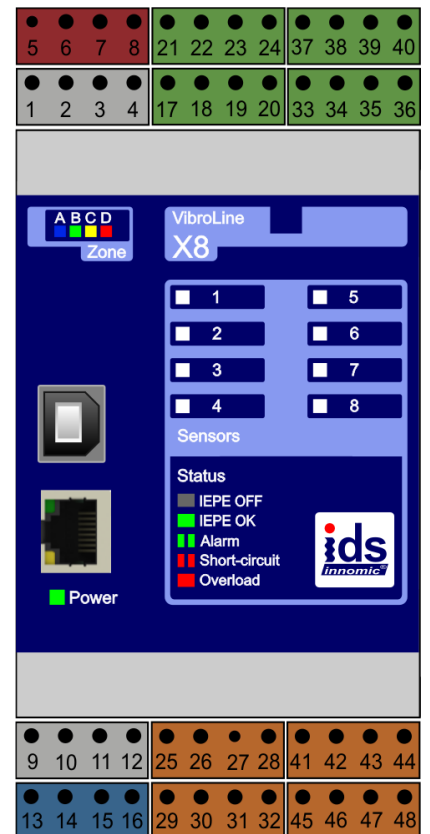 5 6 7 8 21 22 23 24 37 38 39 40
1 2 3 4 17 18 19 20 33 34 35 36
A B C D
Zone
VibroLine
X8
1 5
2 6
3 7
4 8
Sensors
Status
IEPE OFF
IEPE OK
Alarm
Short-circuit
Overload
ids
innomic®
Power
9 10 11 12 25 26 27 28 41 42 43 44
13 14 15 16 29 30 31 32 45 46 47 48